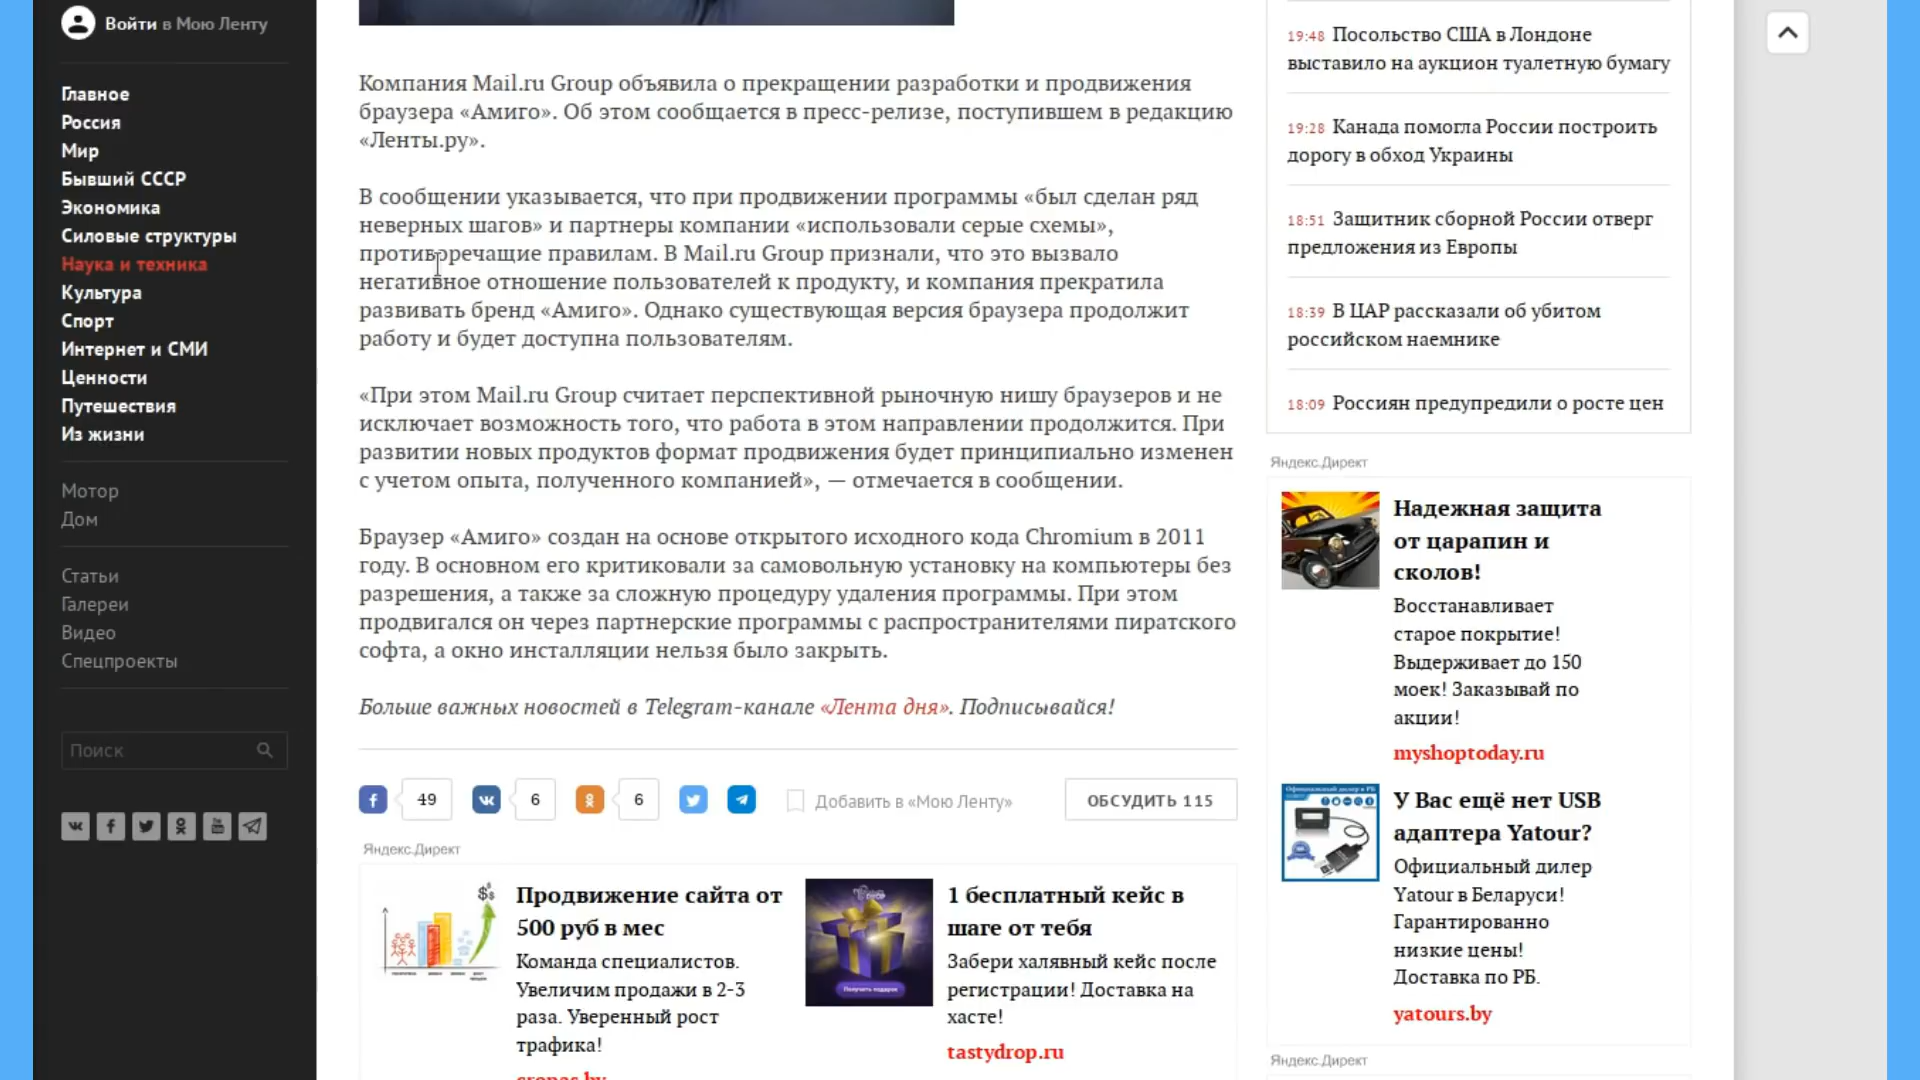 Войти в Мою Ленту
Главное
Россия
Мир
Бывший СССР
Экономика
Силовые структуры
Наука и техника
Культура
Спорт
Интернет и СМИ
Ценности
Путешествия
Из жизни
Мотор
Дом
Статьи
Галереи
Видео
Спецпроекты
Поиск
Компания Mail.ru Group объявила о прекращении разработки и продвижения
браузера «Амиго». Об этом сообщается в пресс-релизе, поступившем в редакцию
«Ленты.ру».
В сообщении указывается, что при продвижении программы «был сделан ряд
неверных шагов» и партнеры компании «использовали серые схемы»,
противоречащие правилам. В Mail.ru Group признали, что это вызвало
негативное отношение пользователей к продукту, и компания прекратила
развивать бренд «Амиго». Однако существующая версия браузера продолжит
работу и будет доступна пользователям.
«При этом Mail.ru Group считает перспективной рыночную нишу браузеров и не
исключает возможность того, что работа в этом направлении продолжится. При
развитии новых продуктов формат продвижения будет принципиально изменен
с учетом опыта, полученного компанией», — отмечается в сообщении.
Браузер «Амиго» создан на основе открытого исходного кода Chromium в 2011
году. В основном его критиковали за самовольную установку на компьютеры без
разрешения, а также за сложную процедуру удаления программы. При этом
продвигался он через партнерские программы с распространителями пиратского
софта, а окно инсталляции нельзя было закрыть.
Больше важных новостей в Telegram-канале «Лента дня». Подписывайся!
49
6
6
Добавить в «Мою Ленту»
ОБСУДИТЬ 115
Яндекс.Директ
Продвижение сайта от
500 руб в мес
Команда специалистов.
Увеличим продажи в 2-3
раза. Уверенный рост
трафика!
cropas.by
Получить подарок
1 бесплатный кейс в
шаге от тебя
Забери халявный кейс после
регистрации! Доставка на
хасте!
tastydrop.ru
19:48 Посольство США в Лондоне
выставило на аукцион туалетную бумагу
19:28 Канада помогла России построить
дорогу в обход Украины
18:51 Защитник сборной России отверг
предложения из Европы
18:39 В ЦАР рассказали об убитом
российском наемнике
18:09 Россиян предупредили о росте цен
Яндекс.Директ
Надежная защита
от царапин и
сколов!
Восстанавливает
старое покрытие!
Выдерживает до 150
моек! Заказывай по
акции!
myshoptoday.ru
Официальный дилер в РБ
У Вас ещё нет USB
адаптера Yatour?
Официальный дилер
Yatour в Беларуси!
Гарантированно
низкие цены!
Доставка по РБ.
yatours.by
Яндекс.Директ